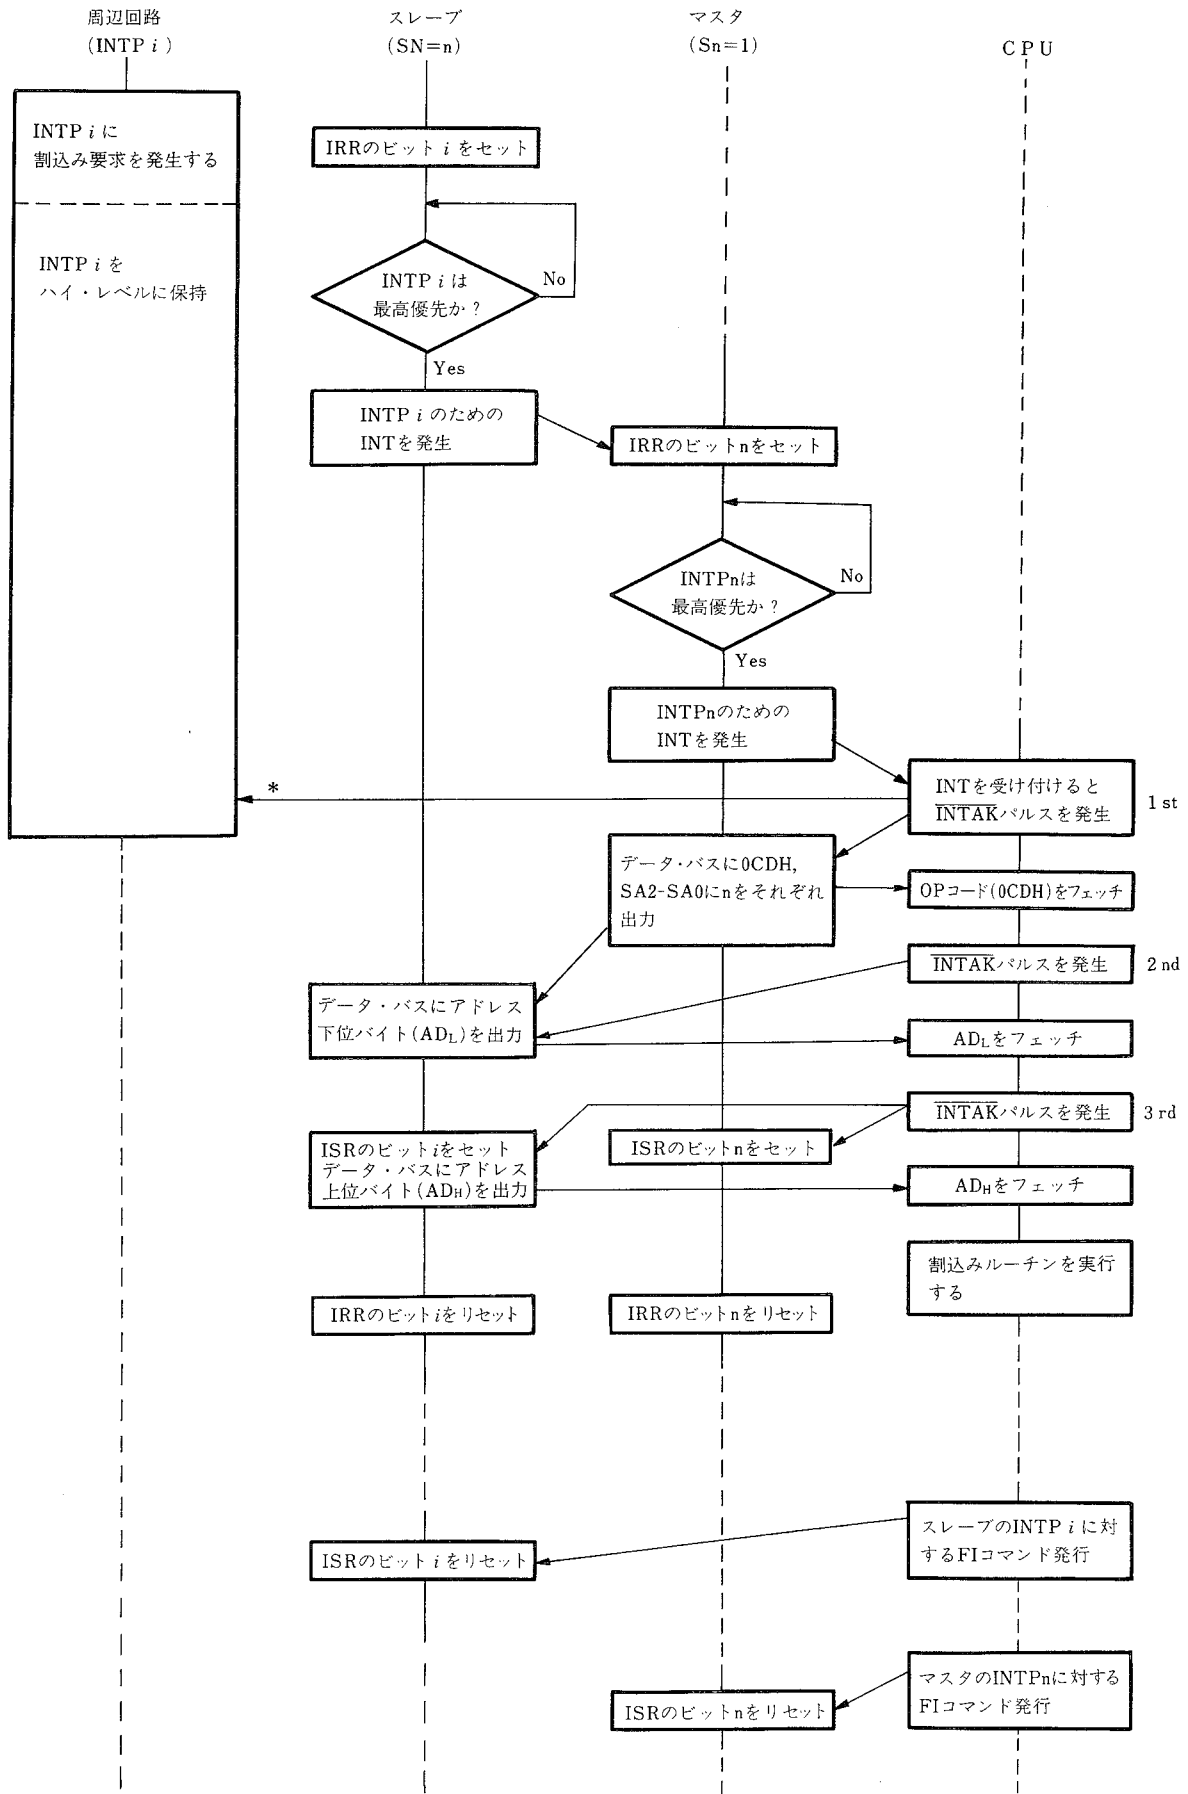 周辺回路
(INTP i)
スレーブ
(SN=n)
マスタ
(Sn=1)
CPU
INTP i に
割込み要求を発生する
INTP i を
ハイ・レベルに保持
IRRのビット i をセット
INTP i は
最高優先か？
No
Yes
INTP i のための
INTを発生
IRRのビットnをセット
INTPnは
最高優先か？
No
Yes
INTPnのための
INTを発生
INTを受け付けると
INTAKパルスを発生
1 st
*
データ・バスに0CDH,
SA2-SA0にnをそれぞれ
出力
OPコード(0CDH)をフェッチ
INTAKパルスを発生
2 nd
データ・バスにアドレス
下位バイト(ADL)を出力
ADLをフェッチ
INTAKパルスを発生
3 rd
ISRのビットiをセット
データ・バスにアドレス
上位バイト(ADH)を出力
ISRのビットnをセット
ADHをフェッチ
割込みルーチンを実行
する
IRRのビットiをリセット
IRRのビットnをリセット
スレーブのINTP i に対
するFIコマンド発行
ISRのビット i をリセット
マスタのINTPnに対する
FIコマンド発行
ISRのビットnをリセット